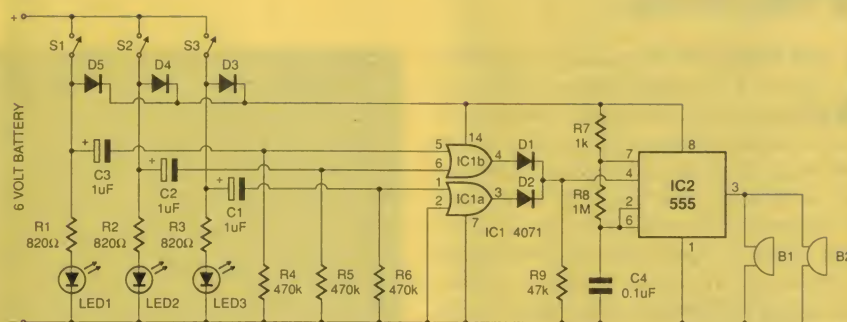 +
S1
S2
S3
D5
D4
D3
6 VOLT BATTERY
+
C3
1uF
+
C2
1uF
+
C1
1uF
R1
820Ω
R2
820Ω
R3
820Ω
LED1
LED2
LED3
R4
470k
R5
470k
R6
470k
5
6
14
IC1b
4
1
2
IC1a
3
7
IC1 4071
D1
D2
R9
47k
R7
1k
R8
1M
C4
0.1uF
7
4
2
6
8
IC2
555
3
1
B1
B2